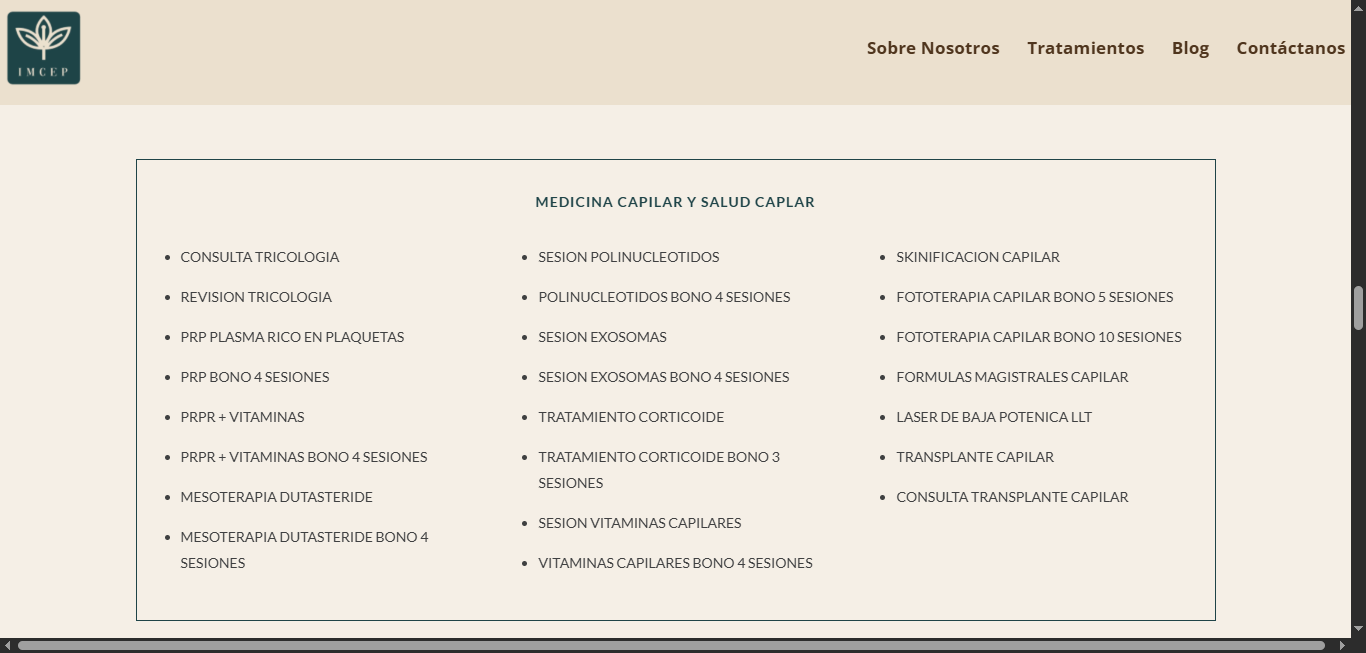 IMCEP
Sobre Nosotros
Tratamientos
Blog
Contáctanos
MEDICINA CAPILAR Y SALUD CAPLAR
CONSULTA TRICOLOGIA
REVISION TRICOLOGIA
PRP PLASMA RICO EN PLAQUETAS
PRP BONO 4 SESIONES
PRPR + VITAMINAS
PRPR + VITAMINAS BONO 4 SESIONES
MESOTERAPIA DUTASTERIDE
MESOTERAPIA DUTASTERIDE BONO 4
SESIONES
SESION POLINUCLEOTIDOS
POLINUCLEOTIDOS BONO 4 SESIONES
SESION EXOSOMAS
SESION EXOSOMAS BONO 4 SESIONES
TRATAMIENTO CORTICOIDE
TRATAMIENTO CORTICOIDE BONO 3
SESIONES
SESION VITAMINAS CAPILARES
VITAMINAS CAPILARES BONO 4 SESIONES
SKINIFICACION CAPILAR
FOTOTERAPIA CAPILAR BONO 5 SESIONES
FOTOTERAPIA CAPILAR BONO 10 SESIONES
FORMULAS MAGISTRALES CAPILAR
LASER DE BAJA POTENICA LLT
TRANSPLANTE CAPILAR
CONSULTA TRANSPLANTE CAPILAR